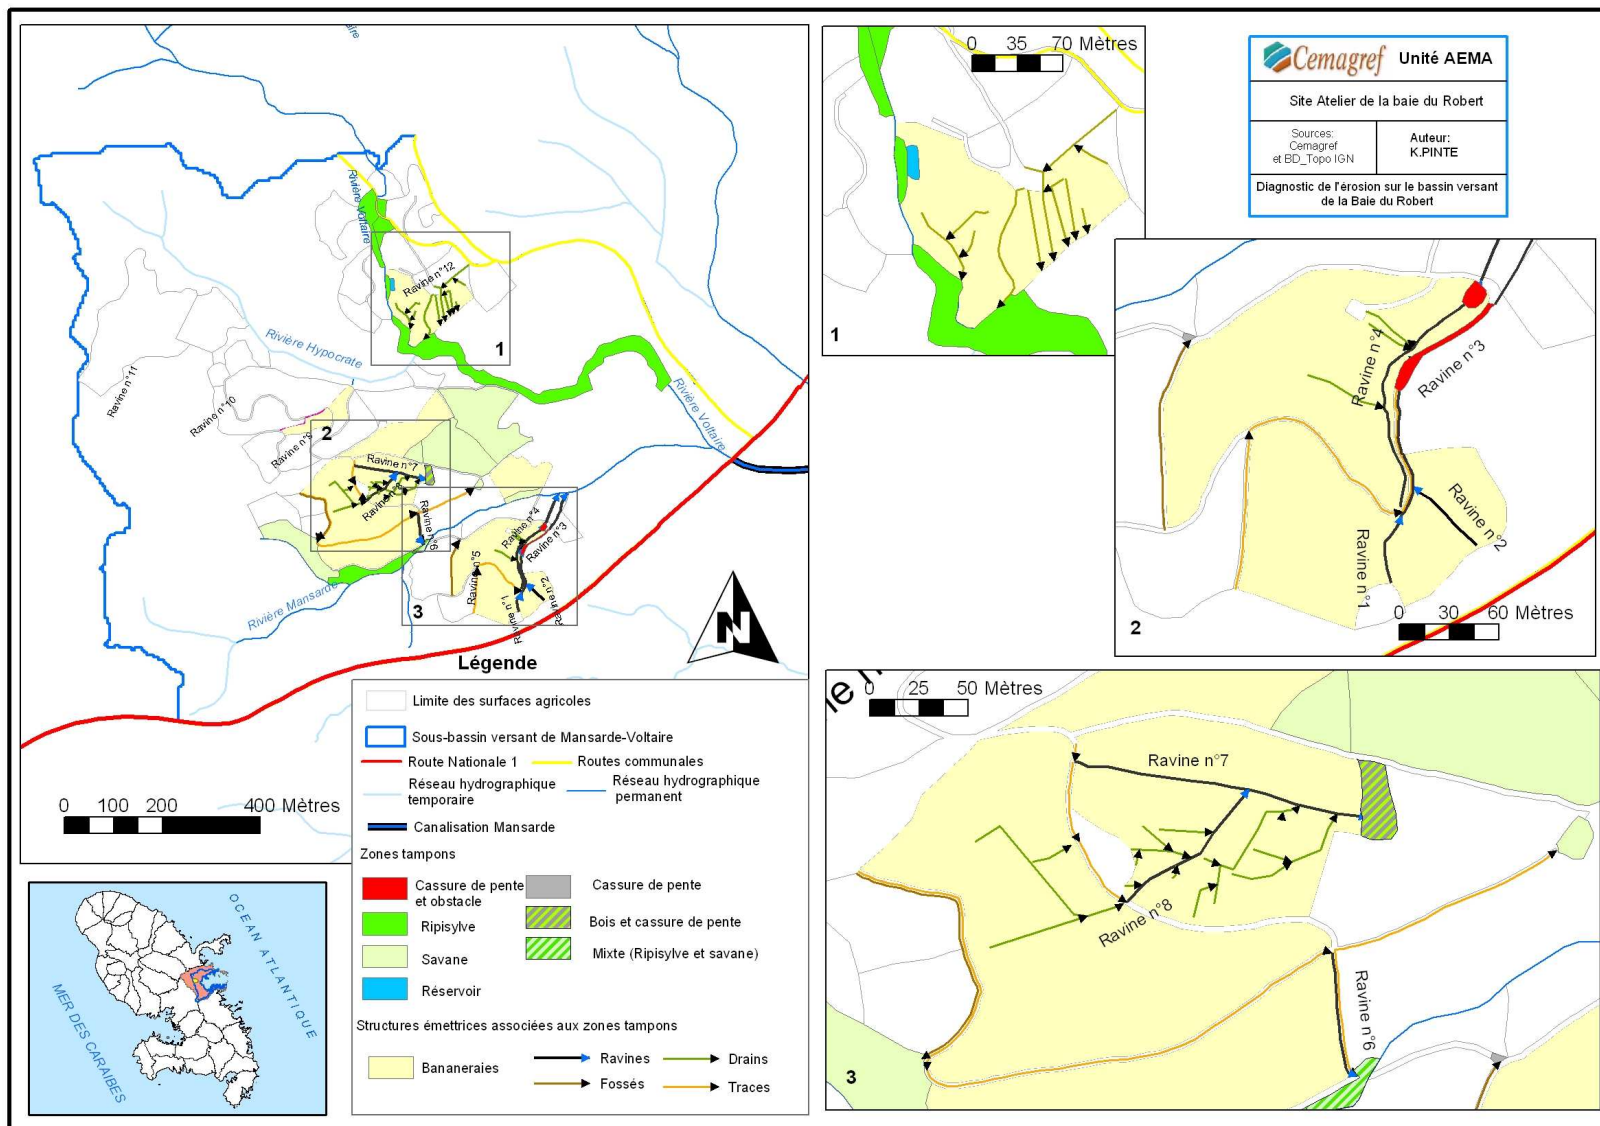 Rivière Voltaire
Ravine n°12
1
Rivière Hypocrate
Ravine n°11
Ravine n°10
Ravine n°9
2
Ravine n°7
Ravine n°8
Ravine n°6
Rivière Voltaire
Ravine n°4
Ravine n°3
Ravine n°5
Ravine n°2
Ravine n°1
3
Rivière Mansarde
N
0 100 200 400 Mètres
Légende
Limite des surfaces agricoles
Sous-bassin versant de Mansarde-Voltaire
Route Nationale 1
Routes communales
Réseau hydrographique
temporaire
Réseau hydrographique
permanent
Canalisation Mansarde
Zones tampons
Cassure de pente
et obstacle
Cassure de pente
Ripisylve
Bois et cassure de pente
Savane
Mixte (Ripisylve et savane)
Réservoir
Structures émettrices associées aux zones tampons
Bananeraies
Ravines
Drains
Fossés
Traces
OCEAN ATLANTIQUE
MER DES CARAIBES
0 35 70 Mètres
1
Cemagref Unité AEMA
Site Atelier de la baie du Robert
Sources:
Cemagref
et BD_Topo IGN
Auteur:
K.PINTE
Diagnostic de l'érosion sur le bassin versant
de la Baie du Robert
Ravine n°4
Ravine n°3
Ravine n°2
Ravine n°1
0 30 60 Mètres
2
0 25 50 Mètres
Ravine n°7
Ravine n°8
Ravine n°6
3